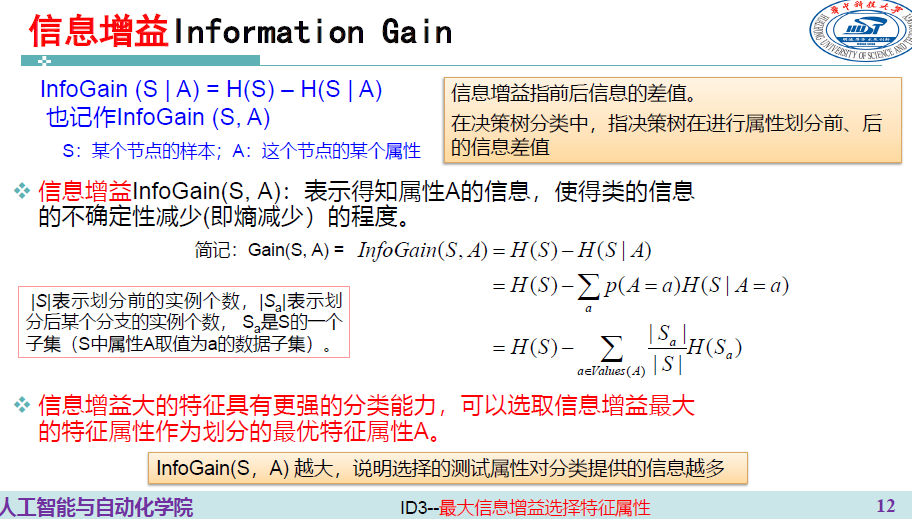 信息增益Information Gain
InfoGain (S | A) = H(S) – H(S | A)
也记作InfoGain (S, A)
S：某个节点的样本；A：这个节点的某个属性
信息增益指前后信息的差值。
在决策树分类中，指决策树在进行属性划分前、后
的信息差值
信息增益InfoGain(S, A)：表示得知属性A的信息，使得类的信息
的不确定性减少(即熵减少）的程度。
简记：Gain(S, A) = InfoGain(S, A) = H(S) − H(S | A)
= H(S) − ∑ₐ p(A = a)H(S | A = a)
|S|表示划分前的实例个数，|Sₐ|表示划
分后某个分支的实例个数， Sₐ是S的一个
子集（S中属性A取值为a的数据子集）。
= H(S) − ∑a∈Values(A) | Sₐ | / | S | H(Sₐ)
信息增益大的特征具有更强的分类能力，可以选取信息增益最大
的特征属性作为划分的最优特征属性A。
InfoGain(S，A) 越大，说明选择的测试属性对分类提供的信息越多
人工智能与自动化学院
ID3--最大信息增益选择特征属性
12